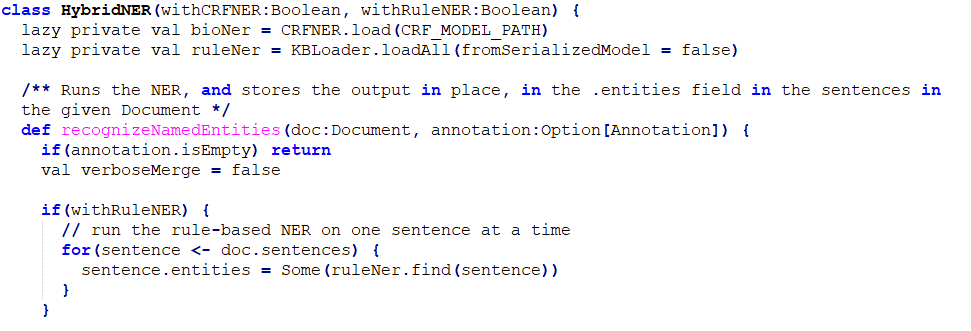 class HybridNER(withCRFNER:Boolean, withRuleNER:Boolean) {
  lazy private val bioNer = CRFNER.load(CRF_MODEL_PATH)
  lazy private val ruleNer = KBLoader.loadAll(fromSerializedModel = false)

  /** Runs the NER, and stores the output in place, in the .entities field in the sentences in
  the given Document */
  def recognizeNamedEntities(doc:Document, annotation:Option[Annotation]) {
    if(annotation.isEmpty) return
    val verboseMerge = false

    if(withRuleNER) {
      // run the rule-based NER on one sentence at a time
      for(sentence <- doc.sentences) {
        sentence.entities = Some(ruleNer.find(sentence))
      }
    }